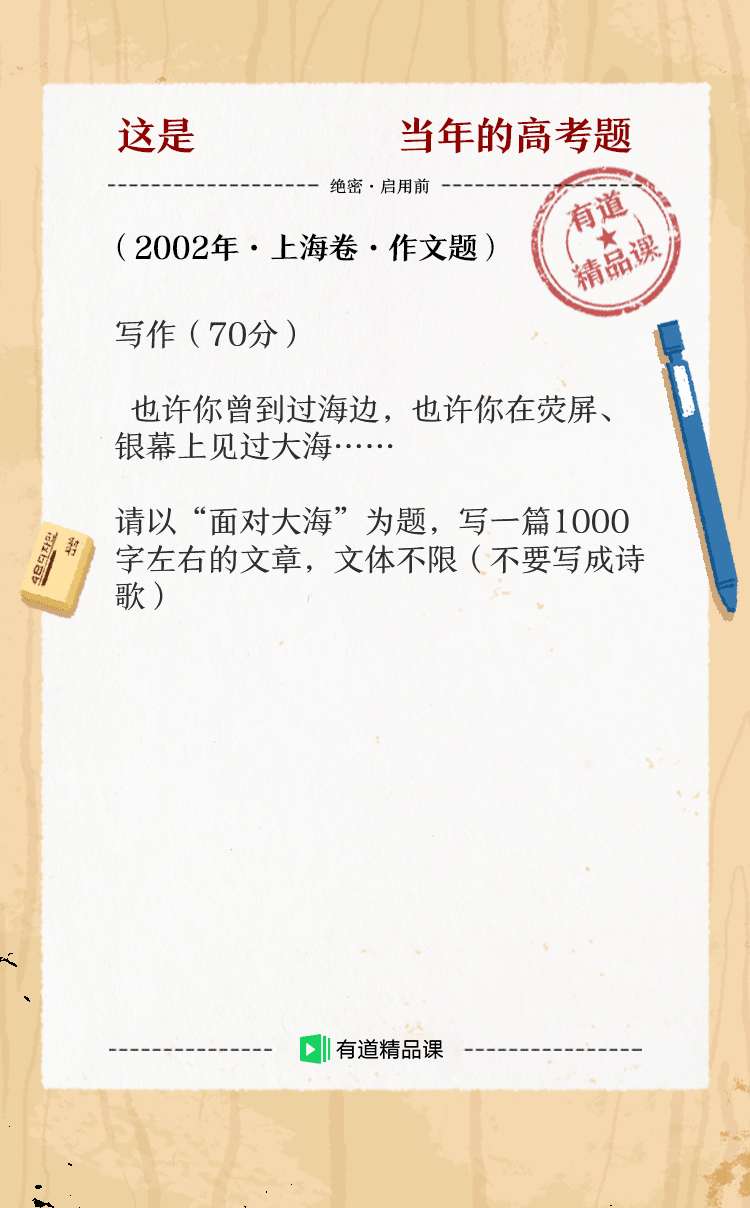 这是 当年的高考题
绝密·启用前
（2002年·上海卷·作文题）
有道
精品课
写作（70分）
也许你曾到过海边，也许你在荧屏、
银幕上见过大海……
请以“面对大海”为题，写一篇1000
字左右的文章，文体不限（不要写成诗
歌）
有道精品课